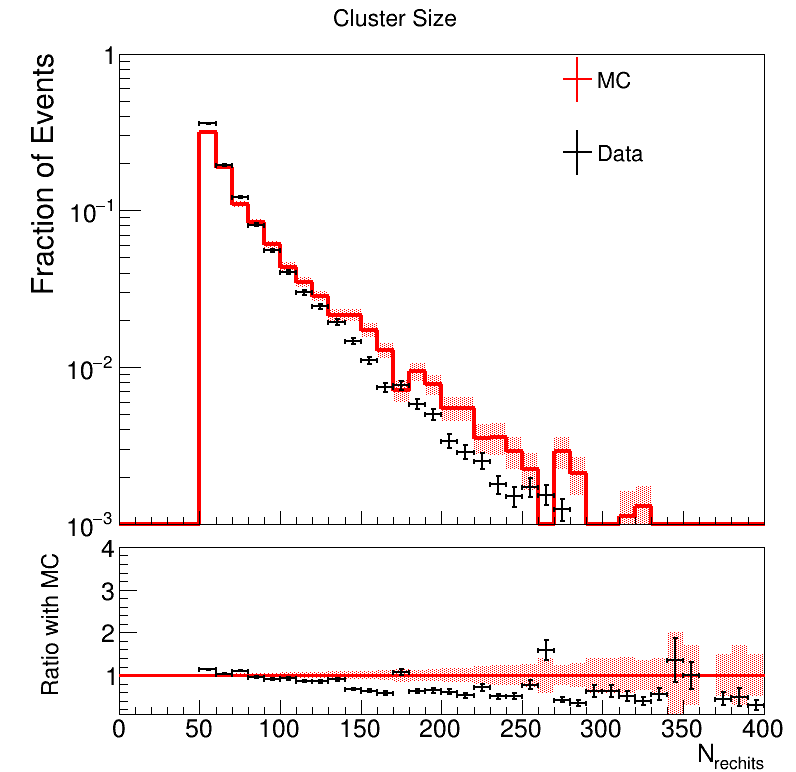 Cluster Size
Fraction of Events
1
10⁻¹
10⁻²
10⁻³
MC
Data
Ratio with MC
4
3
2
1
0 50 100 150 200 250 300 350 400
N_rechits